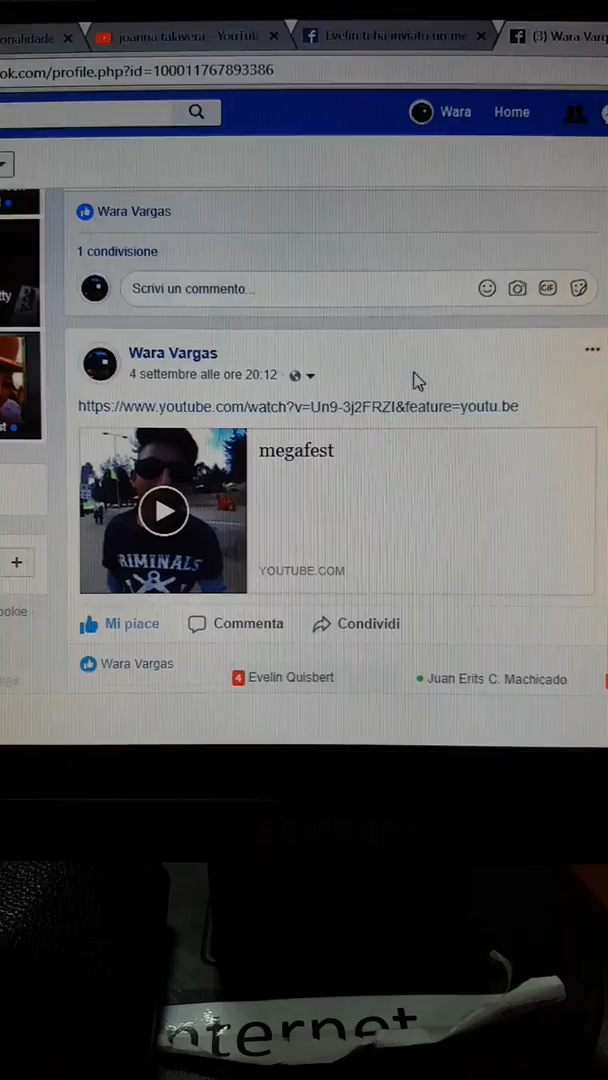 onalidade
joanna talavera - YouTub
Evelin ti ha inviato un me
(3) Wara Varg
ok.com/profile.php?id=100011767893386
Wara
Home
Wara Vargas
1 condivisione
Scrivi un commento...
GIF
Wara Vargas
4 settembre alle ore 20:12
https://www.youtube.com/watch?v=Un9-3j2FRZI&feature=youtu.be
megafest
RIMINALS
YOUTUBE.COM
Mi piace
Commenta
Condividi
Wara Vargas
4 Evelin Quisbert
Juan Erits C. Machicado
ookie
SAMSUNG
nternet